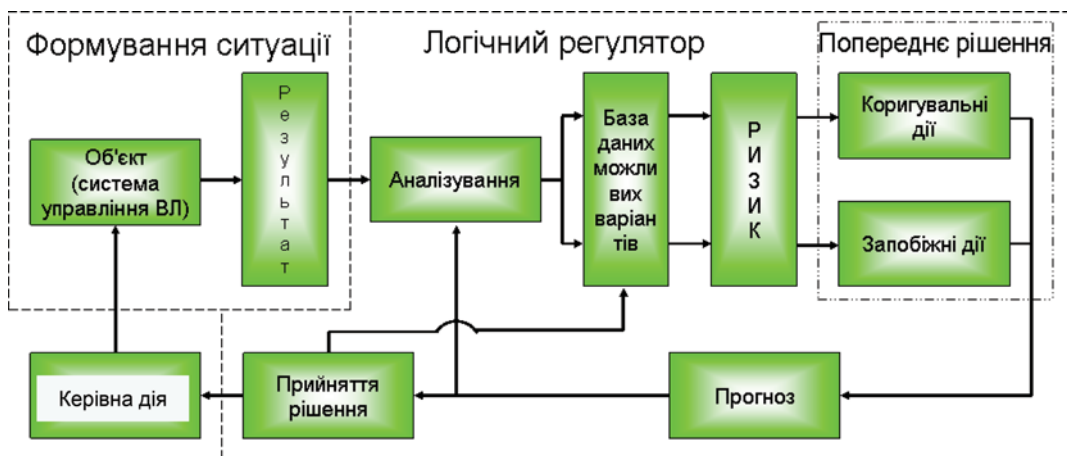 Формування ситуації
Логічний регулятор
Попереднє рішення
Об'єкт
(система
управління ВЛ)
Р
е
з
у
л
ь
т
а
т
Аналізування
База
даних
можли
вих
варіан
тів
Р
И
З
И
К
Коригувальні
дії
Запобіжні дії
Керівна дія
Прийняття
рішення
Прогноз